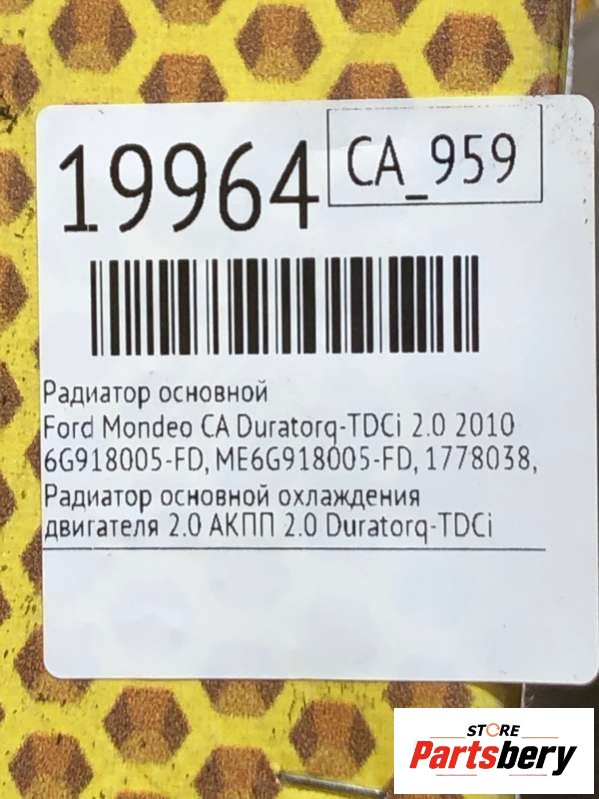 19964
CA_959
Радиатор основной
Ford Mondeo CA Duratorq-TDCi 2.0 2010
6G918005-FD, ME6G918005-FD, 1778038,
Радиатор основной охлаждения
двигателя 2.0 АКПП 2.0 Duratorq-TDCi
STORE
Partsbery